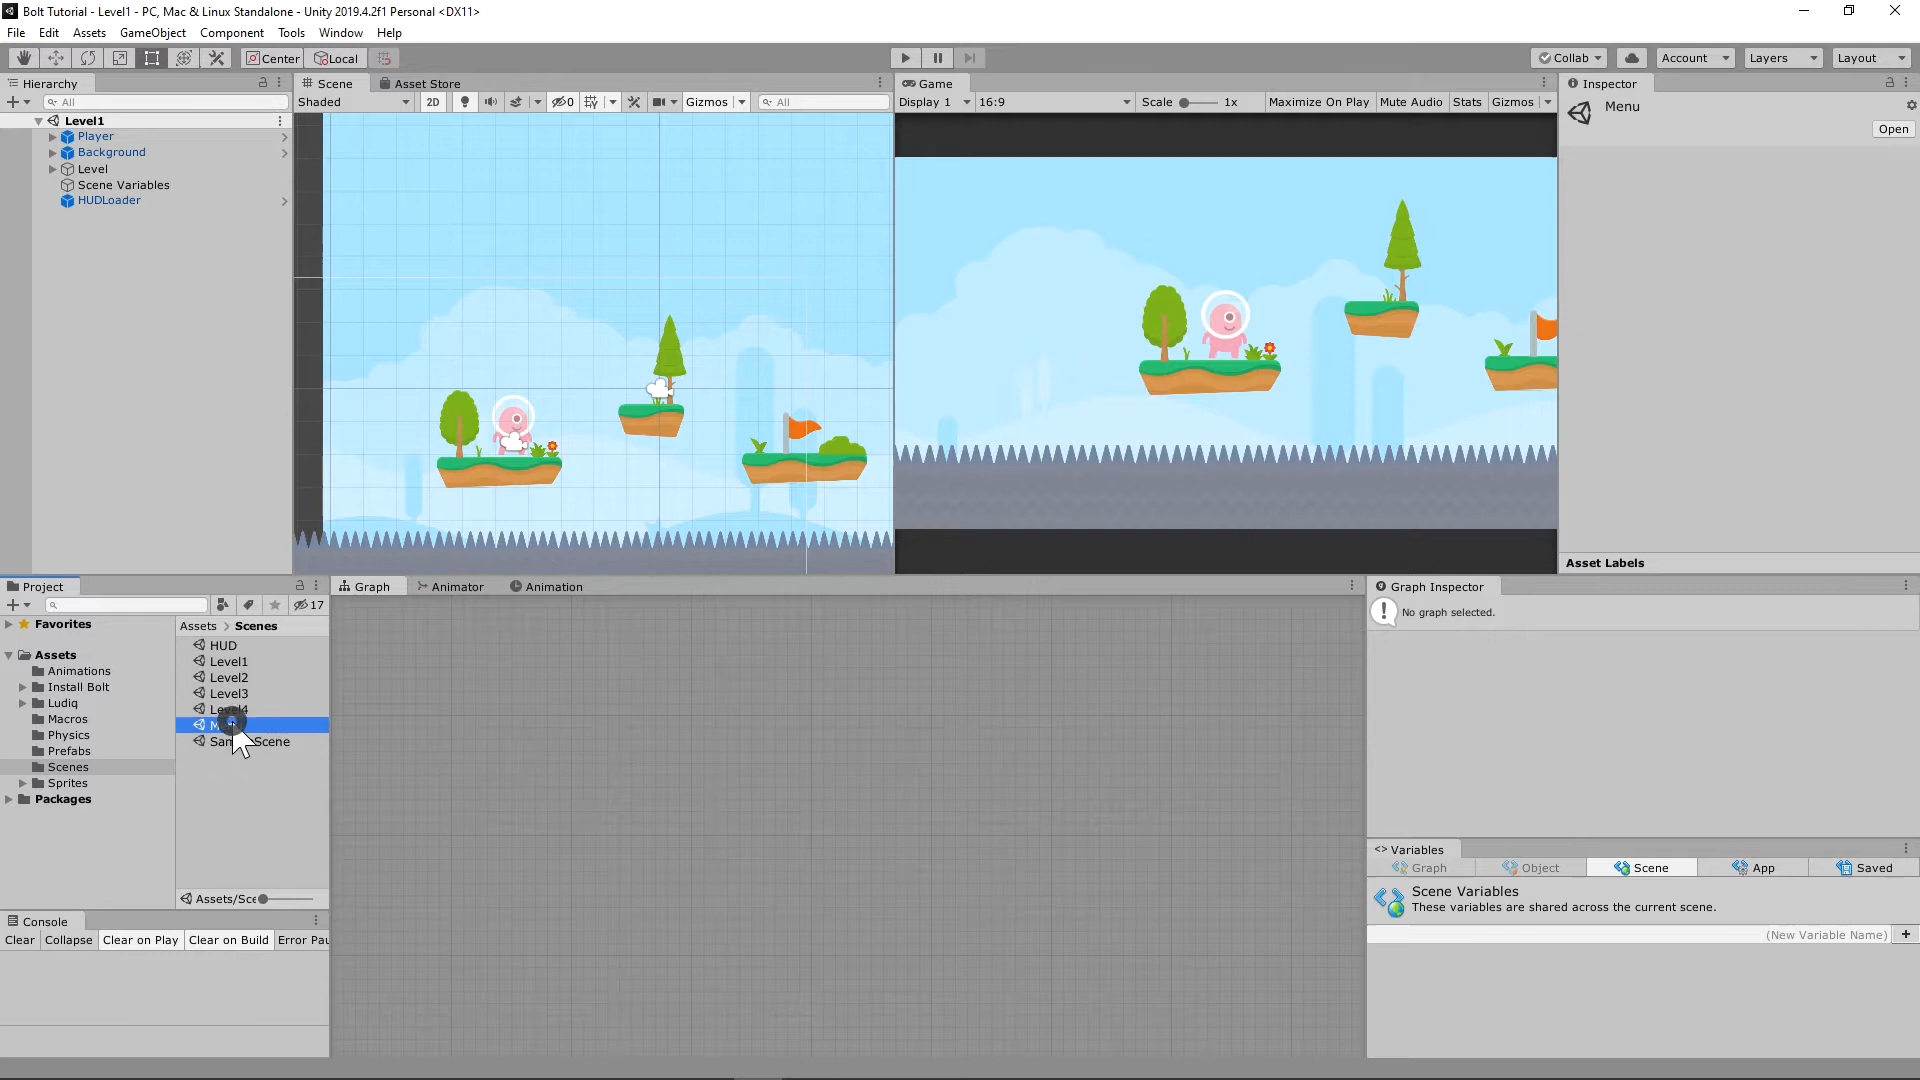 Bolt Tutorial - Level1 - PC, Mac & Linux Standalone - Unity 2019.4.2f1 Personal <DX11>
File Edit Assets GameObject Component Tools Window Help
Center Local Collab Account Layers Layout
Hierarchy
All
Level1
Player
Background
Level
Scene Variables
HUDLoader
Scene Asset Store
Shaded 2D 0 Gizmos All
Game
Display 1 16:9 Scale 1x Maximize On Play Mute Audio Stats Gizmos
Inspector
Menu
Open
Asset Labels
Project
17
Favorites
Assets
Animations
Install Bolt
Ludiq
Macros
Physics
Prefabs
Scenes
Sprites
Packages
Assets > Scenes
HUD
Level1
Level2
Level3
Level4
Scene
Assets/Sce
Console
Clear Collapse Clear on Play Clear on Build Error Pau
Graph Animator Animation
Graph Inspector
No graph selected.
<> Variables
Graph Object Scene App Saved
Scene Variables
These variables are shared across the current scene.
(New Variable Name) +